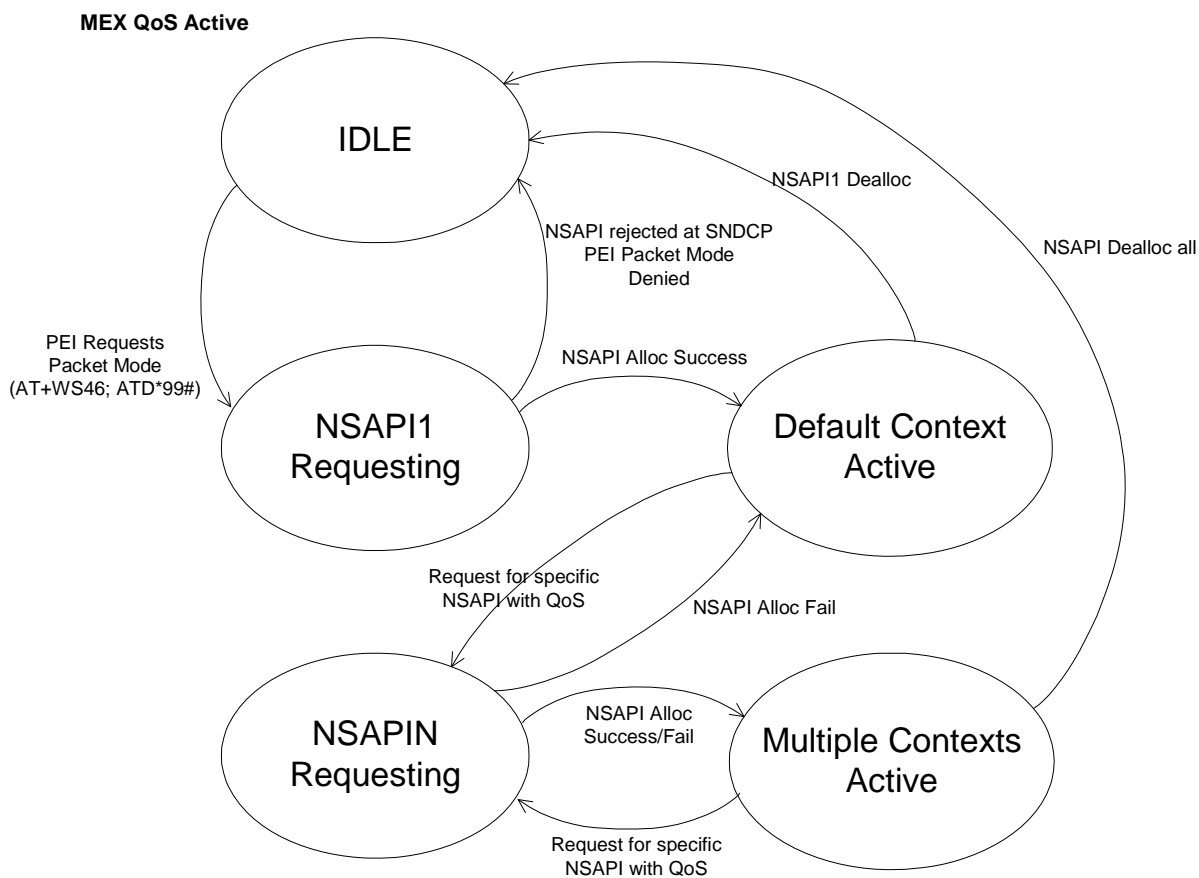 MEX QoS Active
IDLE
NSAPI1 Dealloc
NSAPI rejected at SNDCP
PEI Packet Mode
Denied
NSAPI Dealloc all
PEI Requests
Packet Mode
(AT+WS46; ATD*99#)
NSAPI Alloc Success
NSAPI1
Requesting
Default Context
Active
Request for specific
NSAPI with QoS
NSAPI Alloc Fail
NSAPIN
Requesting
NSAPI Alloc
Success/Fail
Multiple Contexts
Active
Request for specific
NSAPI with QoS